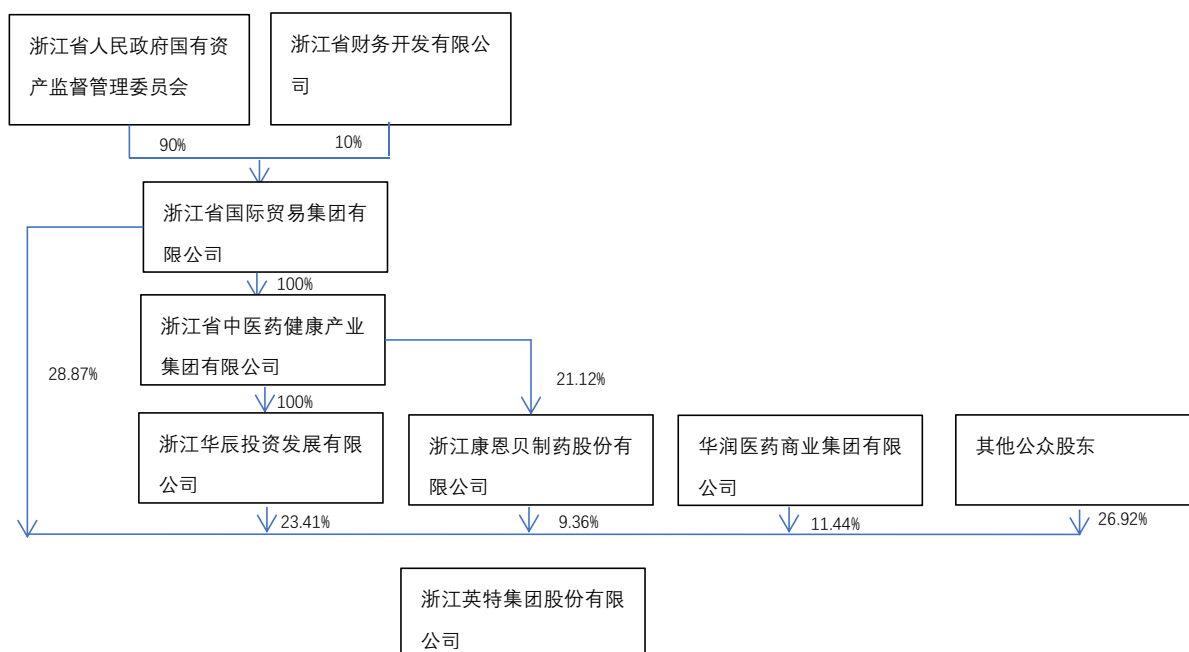 浙江省人民政府国有资
产监督管理委员会
浙江省财务开发有限公
司
90%
10%
浙江省国际贸易集团有
限公司
100%
浙江省中医药健康产业
集团有限公司
28.87%
21.12%
100%
浙江华辰投资发展有限
公司
浙江康恩贝制药股份有
限公司
华润医药商业集团有限
公司
其他公众股东
23.41%
9.36%
11.44%
26.92%
浙江英特集团股份有限
公司